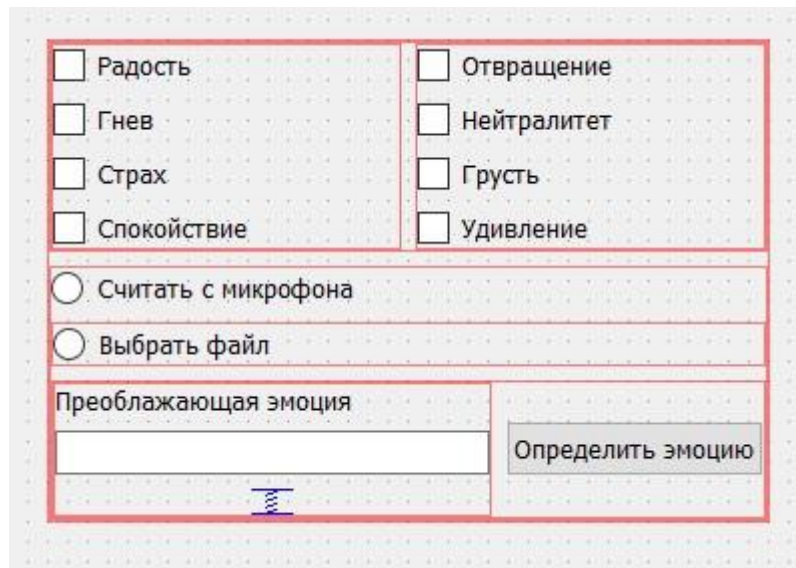 Радость
Гнев
Страх
Спокойствие
Отвращение
Нейтралитет
Грусть
Удивление
Считать с микрофона
Выбрать файл
Преоблажающая эмоция
Определить эмоцию